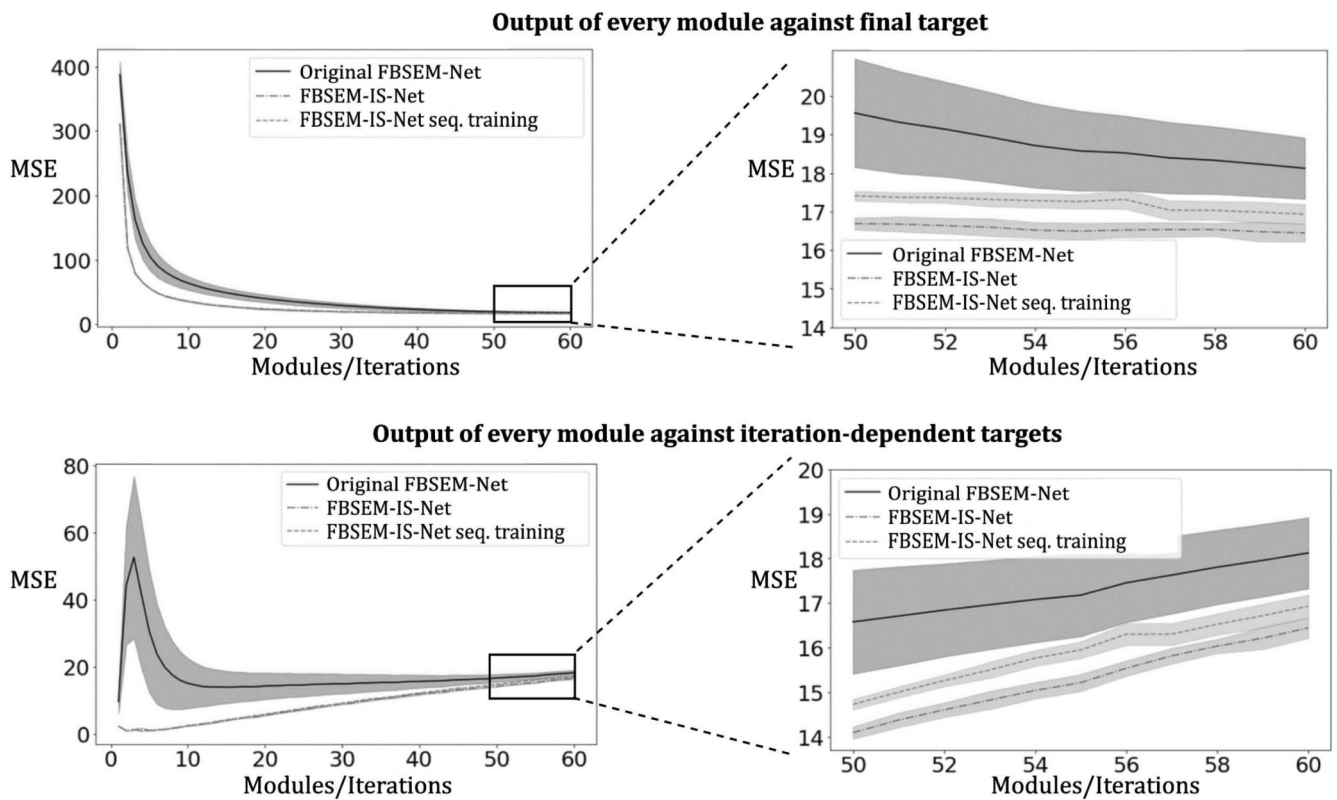 Output of every module against final target
400
300
200
100
0
MSE
Original FBSEM-Net
FBSEM-IS-Net
FBSEM-IS-Net seq. training
0 10 20 30 40 50 60
Modules/Iterations
20
19
18
17
16
15
14
MSE
Original FBSEM-Net
FBSEM-IS-Net
FBSEM-IS-Net seq. training
50 52 54 56 58 60
Modules/Iterations
Output of every module against iteration-dependent targets
80
60
40
20
0
MSE
Original FBSEM-Net
FBSEM-IS-Net
FBSEM-IS-Net seq. training
0 10 20 30 40 50 60
Modules/Iterations
20
19
18
17
16
15
14
MSE
Original FBSEM-Net
FBSEM-IS-Net
FBSEM-IS-Net seq. training
50 52 54 56 58 60
Modules/Iterations